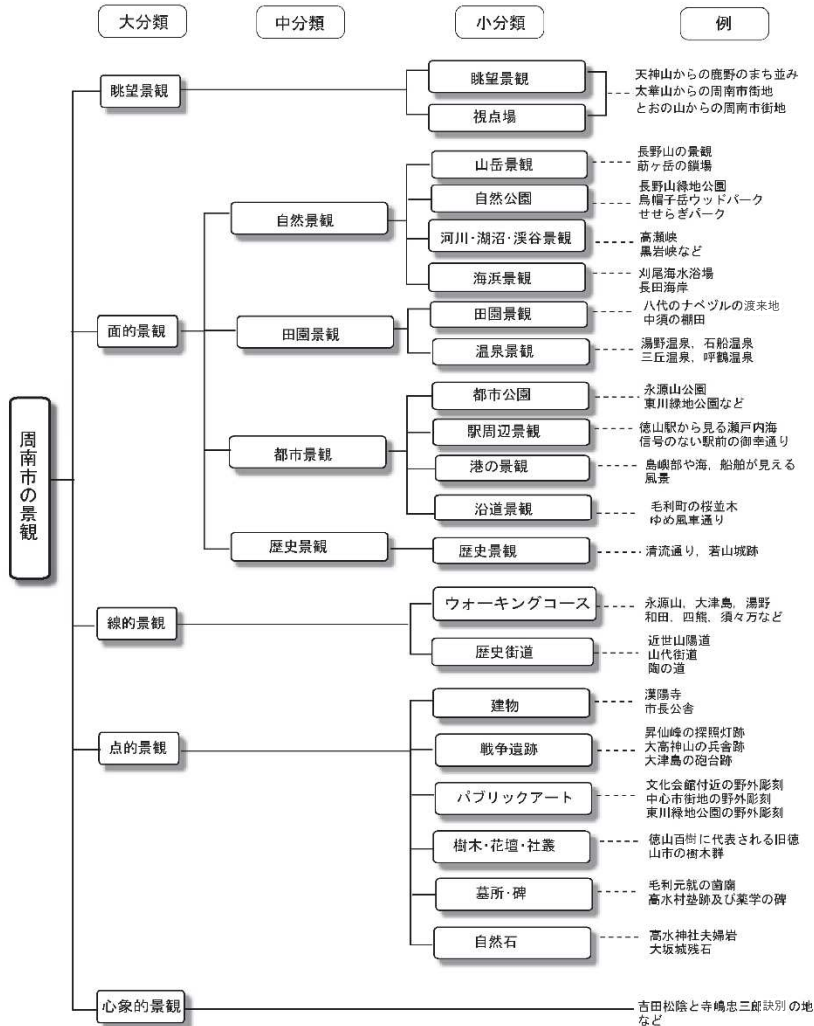 大分類
中分類
小分類
例
周南市の景観
眺望景観
眺望景観
視点場
天神山からの鹿野のまち並み
太華山からの周南市街地
とおの山からの周南市街地
面的景観
自然景観
山岳景観
長野山の景観
莇ヶ岳の鎖場
自然公園
長野山緑地公園
烏帽子岳ウッドパーク
せせらぎパーク
河川・湖沼・渓谷景観
高瀬峡
黒岩峡など
海浜景観
刈尾海水浴場
長田海岸
田園景観
田園景観
八代のナベヅルの渡来地
中須の棚田
温泉景観
湯野温泉，石船温泉
三丘温泉，呼鶴温泉
都市景観
都市公園
永源山公園
東川緑地公園など
駅周辺景観
徳山駅から見る瀬戸内海
信号のない駅前の御幸通り
港の景観
島嶼部や海，船舶が見える
風景
沿道景観
毛利町の桜並木
ゆめ風車通り
歴史景観
歴史景観
清流通り，若山城跡
線的景観
ウォーキングコース
永源山，大津島，湯野
和田，四熊，須々万など
歴史街道
近世山陽道
山代街道
陶の道
点的景観
建物
漢陽寺
市長公舎
戦争遺跡
昇仙峰の探照灯跡
大高神山の兵舎跡
大津島の砲台跡
パブリックアート
文化会館付近の野外彫刻
中心市街地の野外彫刻
東川緑地公園の野外彫刻
樹木・花壇・社叢
徳山百樹に代表される旧徳
山市の樹木群
墓所・碑
毛利元就の歯廟
高水村塾跡及び薬学の碑
自然石
高水神社夫婦岩
大坂城残石
心象的景観
吉田松陰と寺嶋忠三郎訣別の地
など